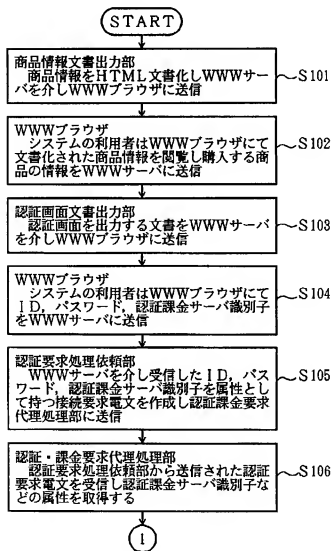 START
商品情報文書出力部
商品情報をHTML文書化しWWWサー
バを介しWWWブラウザに送信
S101
WWWブラウザ
システムの利用者はWWWブラウザにて
文書化された商品情報を閲覧し購入する商
品の情報をWWWサーバに送信
S102
認証画面文書出力部
認証画面を出力する文書をWWWサーバ
を介しWWWブラウザに送信
S103
WWWブラウザ
システムの利用者はWWWブラウザにて
ID,パスワード,認証課金サーバ識別子
をWWWサーバに送信
S104
認証要求処理依頼部
WWWサーバを介し受信したID,パス
ワード,認証課金サーバ識別子を属性とし
て持つ接続要求電文を作成し認証課金要求
代理処理部に送信
S105
認証・課金要求代理処理部
認証要求処理依頼部から送信された認証
要求電文を受信し認証課金サーバ識別子な
どの属性を取得する
S106
1